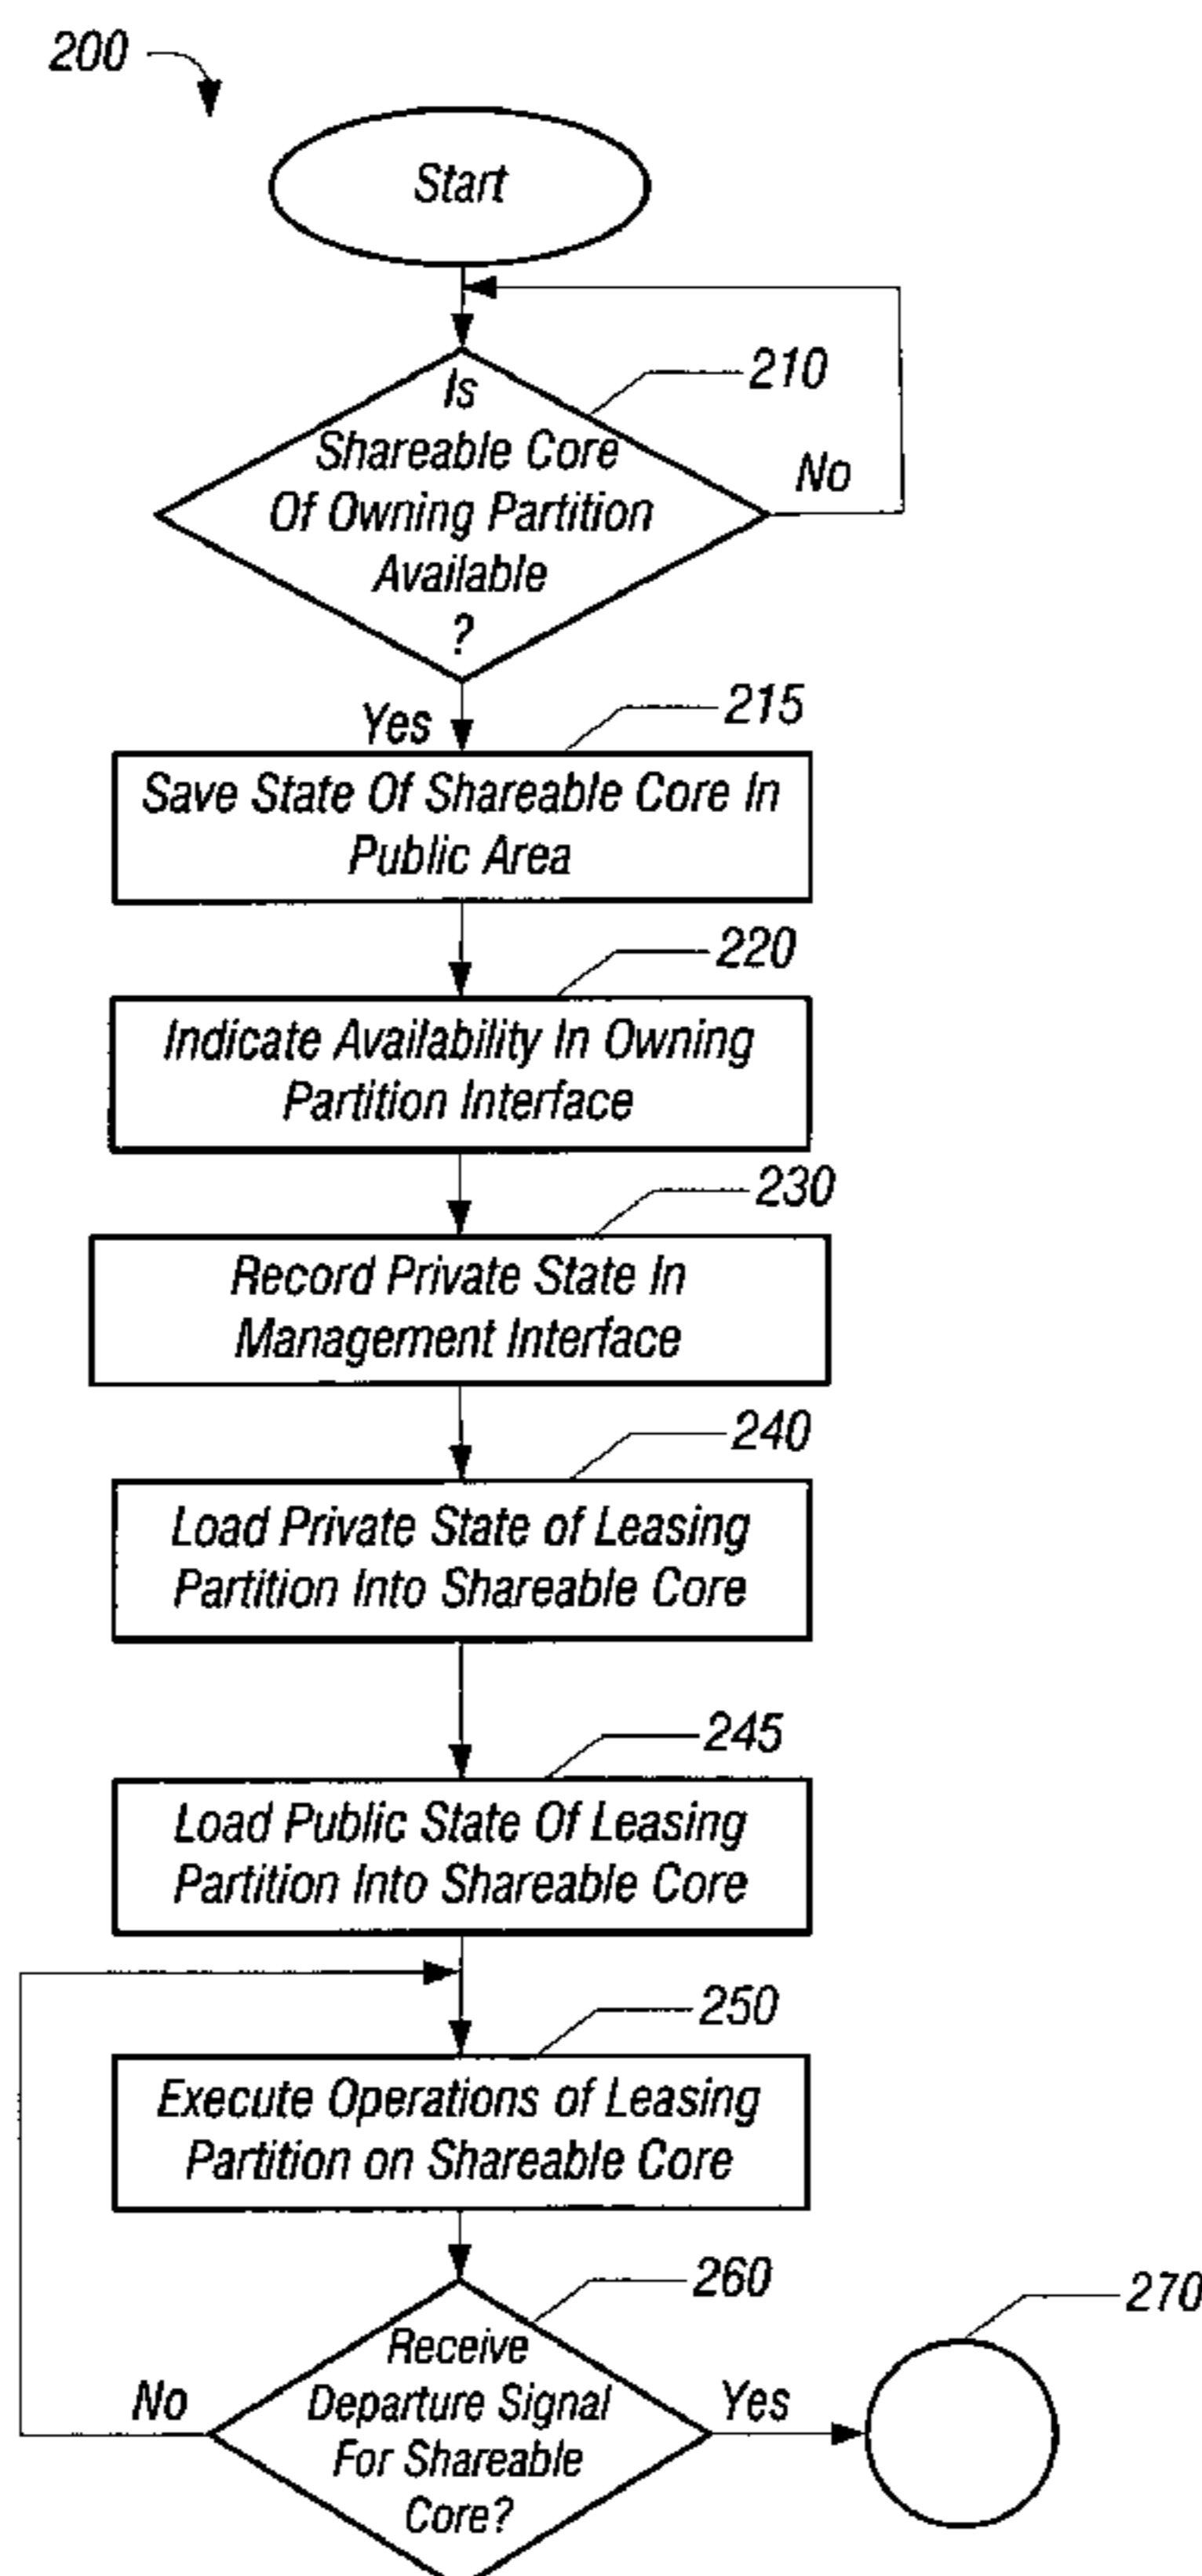 200
Start
Is
Shareable Core
Of Owning Partition
Available
?
210
No
Yes
215
Save State Of Shareable Core In
Public Area
220
Indicate Availability In Owning
Partition Interface
230
Record Private State In
Management Interface
240
Load Private State of Leasing
Partition Into Shareable Core
245
Load Public State Of Leasing
Partition Into Shareable Core
250
Execute Operations of Leasing
Partition on Shareable Core
260
Receive
Departure Signal
For Shareable
Core?
No
Yes
270